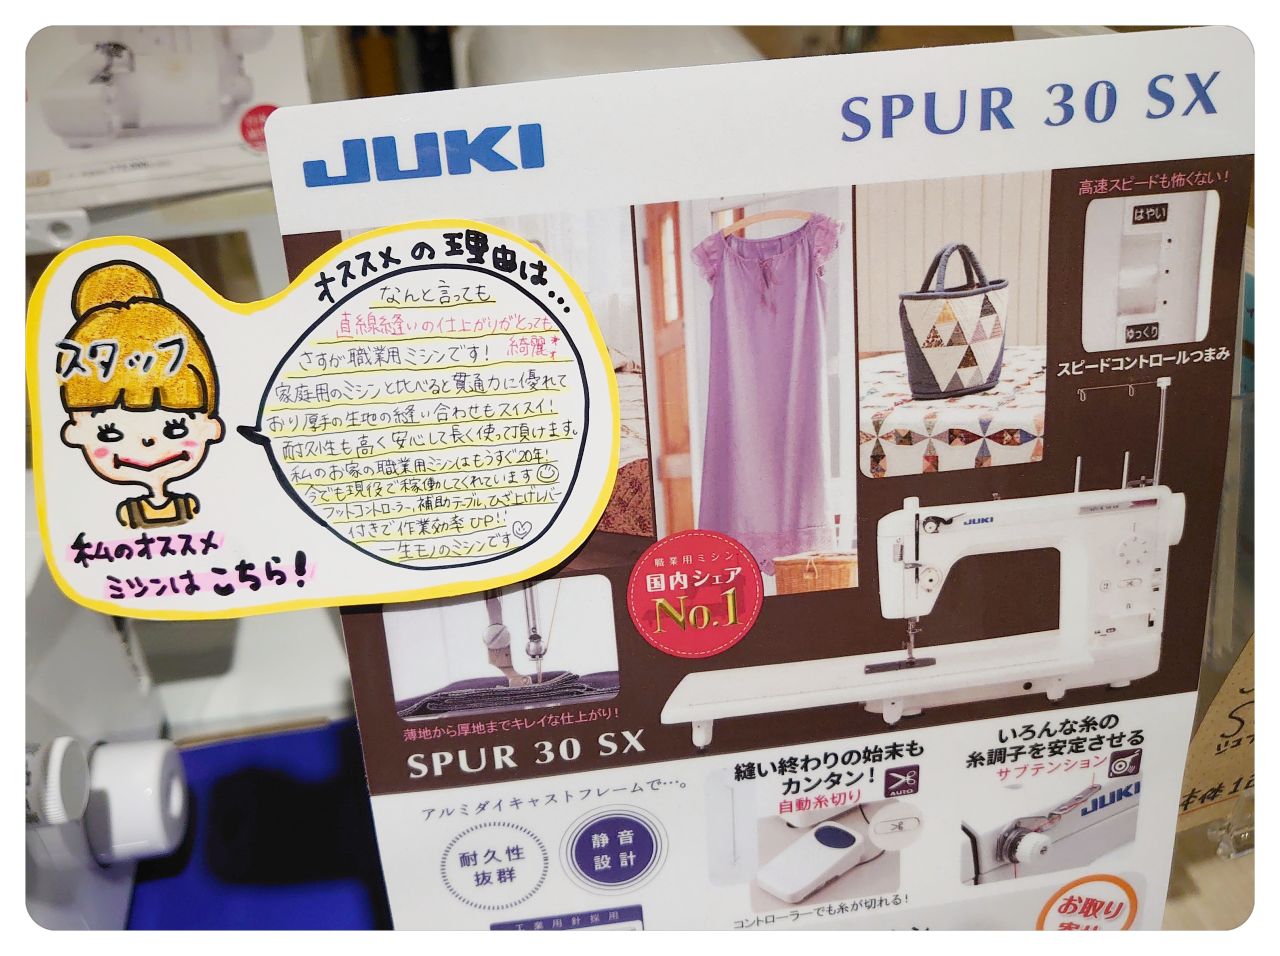 JUKI
SPUR 30 SX
オススメの理由は…
なんと言っても
直線縫いの仕上がりがとっても
綺麗
さすが職業用ミシンです!
家庭用のミシンと比べると貫通力に優れて
おり厚手の生地の縫い合わせもスイスイ!
耐久性も高く安心して長く使って頂けます。
私のお家の職業用ミシンはもうすぐ20年!
今でも現役で稼働してくれています
フットコントローラー、補助テーブル、ひざ上げレバー
付きで作業効率UP!!
一生モノのミシンです
スタッフ
私のオススメ
ミシンはこちら!
高速スピードも怖くない!
はやい
ゆっくり
スピードコントロールつまみ
職業用ミシン
国内シェア
No.1
JUKI
薄地から厚地までキレイな仕上がり!
SPUR 30 SX
アルミダイキャストフレームで…。
耐久性
抜群
静音
設計
工業用針採用
縫い終わりの始末も
カンタン!
自動糸切り
AUTO
コントローラーでも糸が切れる!
いろんな糸の
糸調子を安定させる
サブテンション
JUKI
お取り
本体1